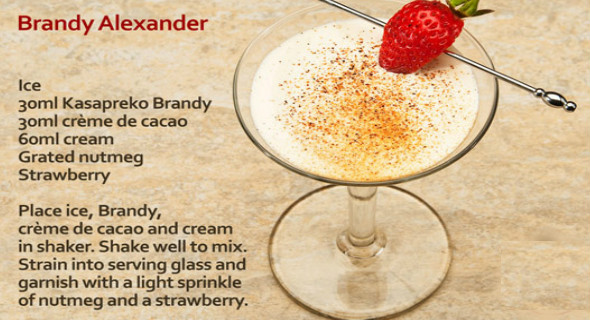 Brandy Alexander
Ice
30ml Kasapreko Brandy
30ml crème de cacao
60ml cream
Grated nutmeg
Strawberry
Place ice, Brandy,
crème de cacao and cream
in shaker. Shake well to mix.
Strain into serving glass and
garnish with a light sprinkle
of nutmeg and a strawberry.